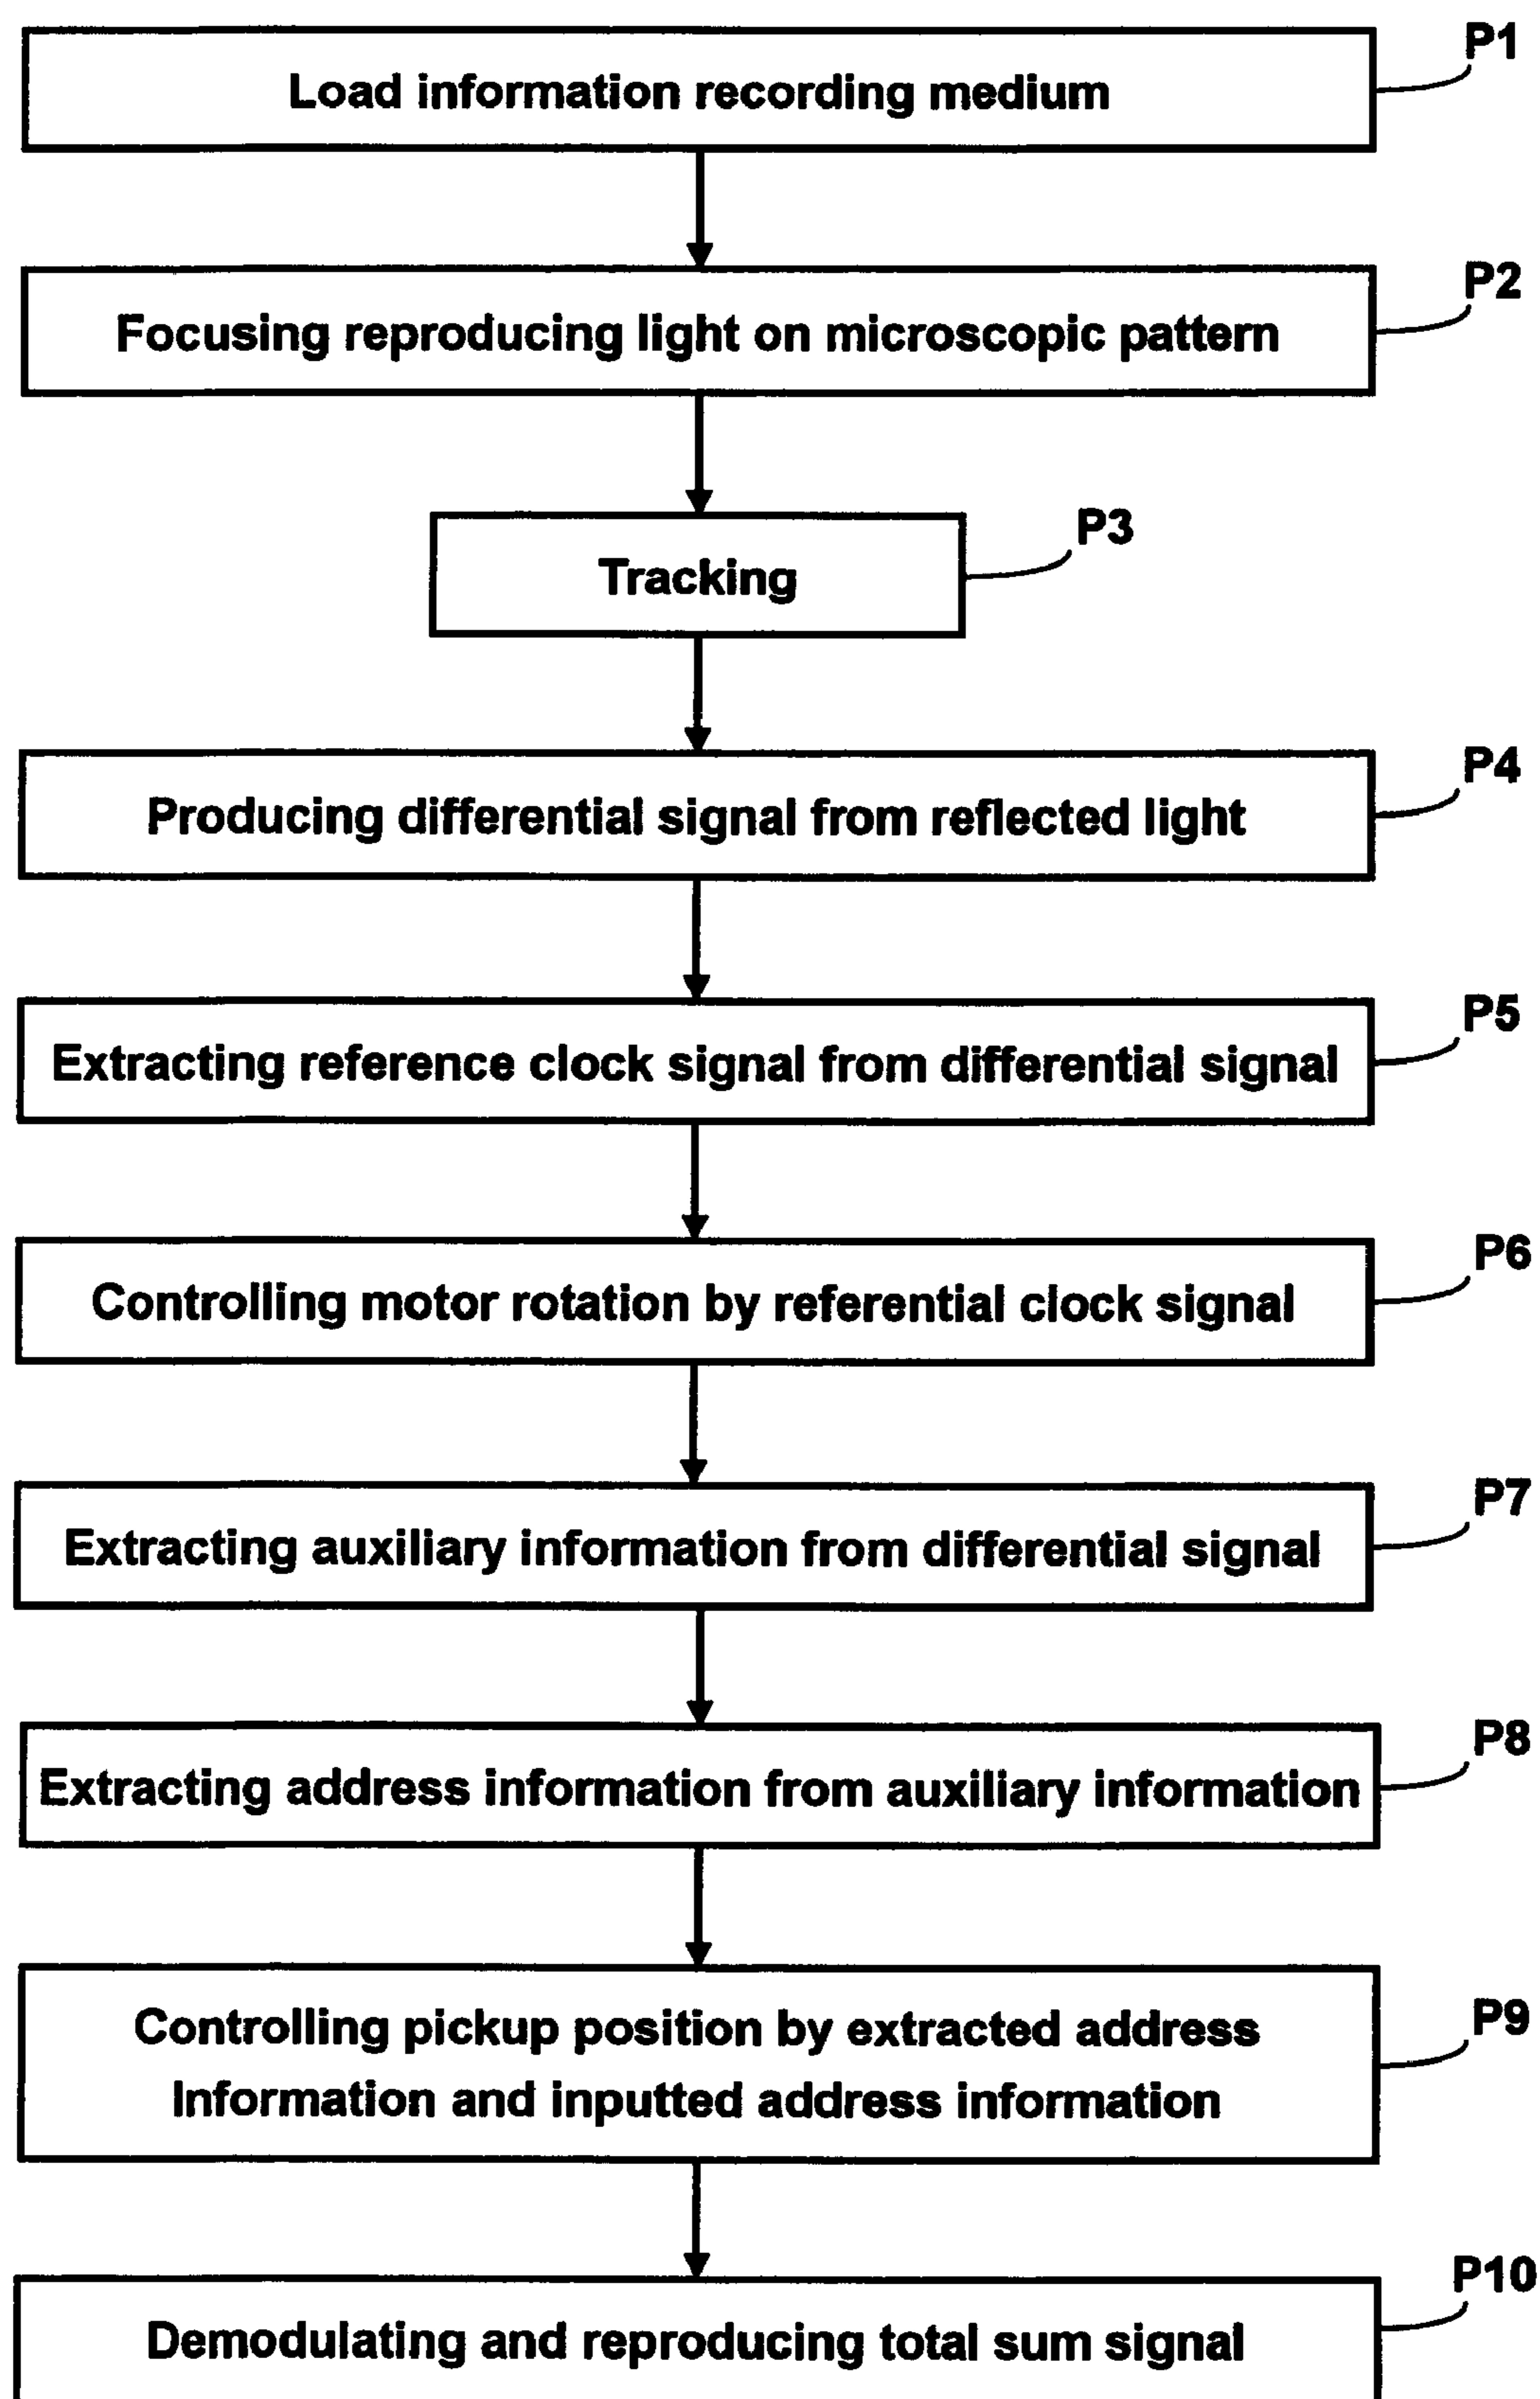 P1
Load information recording medium
P2
Focusing reproducing light on microscopic pattern
P3
Tracking
P4
Producing differential signal from reflected light
P5
Extracting reference clock signal from differential signal
P6
Controlling motor rotation by referential clock signal
P7
Extracting auxiliary information from differential signal
P8
Extracting address information from auxiliary information
P9
Controlling pickup position by extracted address
Information and inputted address information
P10
Demodulating and reproducing total sum signal